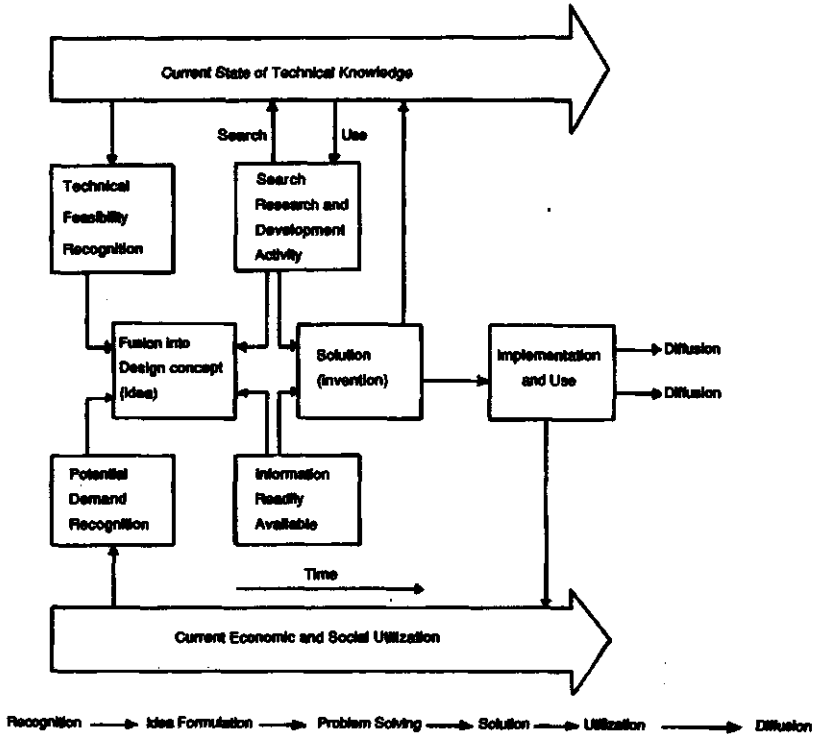 Current State of Technical Knowledge
Search
Use
Technical
Feasibility
Recognition
Search
Research and
Development
Activity
Fusion into
Design concept
(Idea)
Solution
(invention)
Implementation
and Use
Diffusion
Diffusion
Potential
Demand
Recognition
Information
Readily
Available
Time
Current Economic and Social Utilization
Recognition Idea Formulation Problem Solving Solution Utilization Diffusion